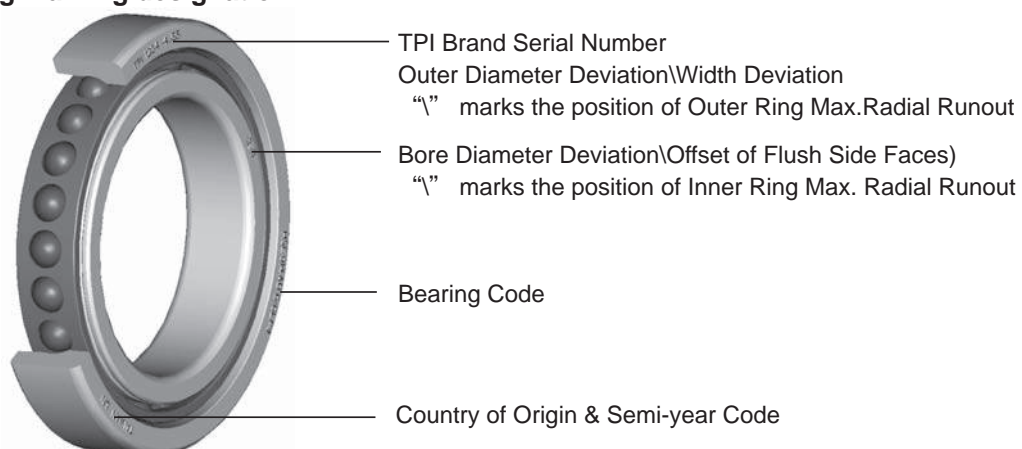 TPI Brand Serial Number
Outer Diameter Deviation\Width Deviation
“\” marks the position of Outer Ring Max.Radial Runout
Bore Diameter Deviation\Offset of Flush Side Faces)
“\” marks the position of Inner Ring Max. Radial Runout
Bearing Code
Country of Origin & Semi-year Code